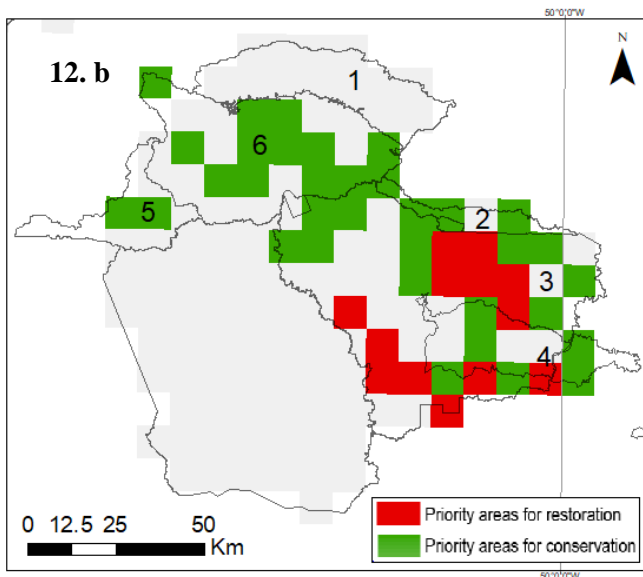 50°0'0"W
N
12. b
1
6
5
2
3
4
0 12.5 25 50
Km
Priority areas for restoration
Priority areas for conservation
50°0'0"W